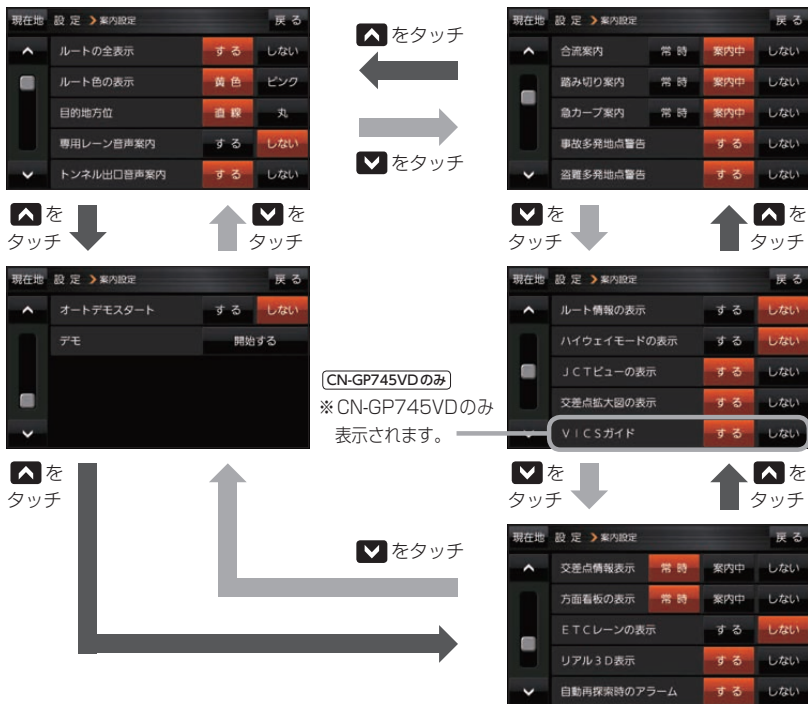 現在地 設定 ❯ 案内設定 戻る
ルートの全表示 する しない
ルート色の表示 黄色 ピンク
目的地方位 直線 丸
専用レーン音声案内 する しない
トンネル出口音声案内 する しない
をタッチ
をタッチ
現在地 設定 ❯ 案内設定 戻る
合流案内 常時 案内中 しない
踏み切り案内 常時 案内中 しない
急カーブ案内 常時 案内中 しない
事故多発地点警告 する しない
盗難多発地点警告 する しない
を
タッチ
を
タッチ
を
タッチ
を
タッチ
現在地 設定 ❯ 案内設定 戻る
オートデモスタート する しない
デモ 開始する
CN-GP745VDのみ
※CN-GP745VDのみ
表示されます。
現在地 設定 ❯ 案内設定 戻る
ルート情報の表示 する しない
ハイウェイモードの表示 する しない
JCTビューの表示 する しない
交差点拡大図の表示 する しない
VICSガイド する しない
を
タッチ
をタッチ
を
タッチ
を
タッチ
現在地 設定 ❯ 案内設定 戻る
交差点情報表示 常時 案内中 しない
方面看板の表示 常時 案内中 しない
ETCレーンの表示 する しない
リアル3D表示 する しない
自動再探索時のアラーム する しない